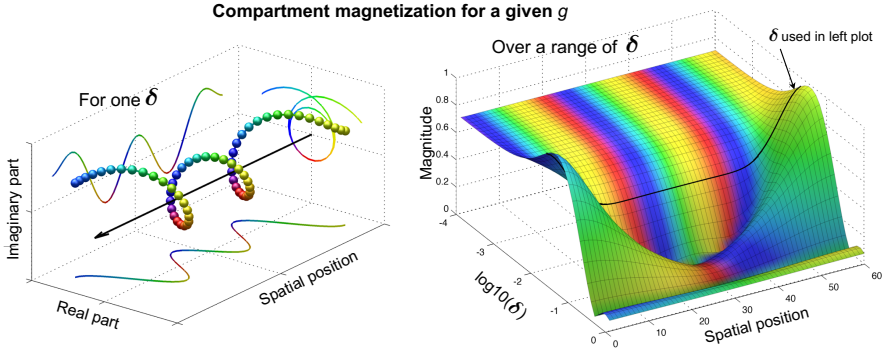 Compartment magnetization for a given g
For one δ
Imaginary part
Real part
Spatial position
Over a range of δ
δ used in left plot
Magnitude
1
0.8
0.6
0.4
0.2
0
-4
-3
-2
-1
0
log10(δ)
0
10
20
30
40
50
60
Spatial position